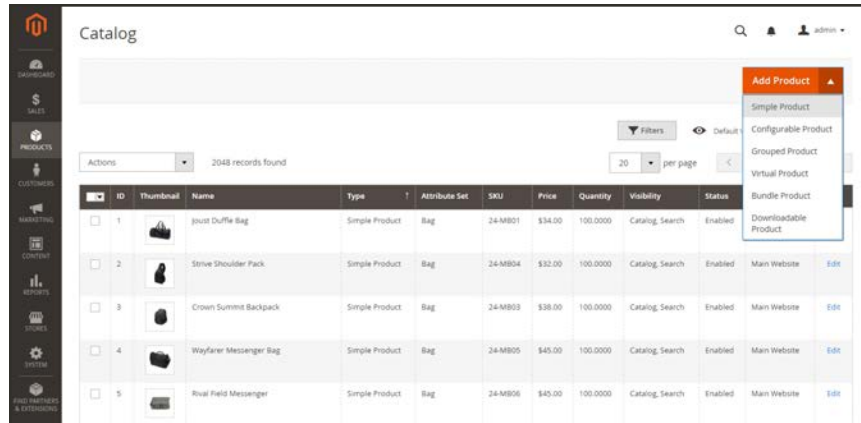 Catalog
admin
Add Product
Simple Product
Configurable Product
Grouped Product
Virtual Product
Bundle Product
Downloadable
Product
DASHBOARD
SALES
PRODUCTS
CUSTOMERS
MARKETING
CONTENT
REPORTS
STORES
SYSTEM
FIND PARTNERS
& EXTENSIONS
Filters
Default
Actions 2048 records found 20 per page
ID Thumbnail Name Type ↑ Attribute Set SKU Price Quantity Visibility Status
1 Joust Duffle Bag Simple Product Bag 24-MB01 $34.00 100.0000 Catalog, Search Enabled
2 Strive Shoulder Pack Simple Product Bag 24-MB04 $32.00 100.0000 Catalog, Search Enabled Main Website Edit
3 Crown Summit Backpack Simple Product Bag 24-MB03 $38.00 100.0000 Catalog, Search Enabled Main Website Edit
4 Wayfarer Messenger Bag Simple Product Bag 24-MB05 $45.00 100.0000 Catalog, Search Enabled Main Website Edit
5 Rival Field Messenger Simple Product Bag 24-MB06 $45.00 100.0000 Catalog, Search Enabled Main Website Edit